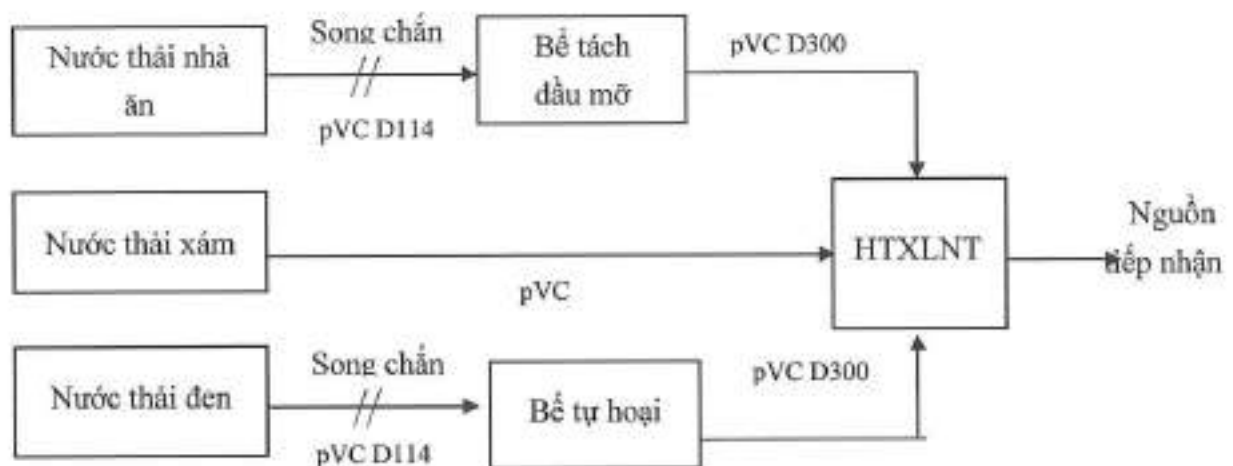 Nước thải nhà
ăn
Song chắn
pVC D114
Bể tách
dầu mỡ
pVC D300
Nước thải xám
pVC
HTXLNT
Nguồn
tiếp nhận
Nước thải đen
Song chắn
pVC D114
Bể tự hoại
pVC D300